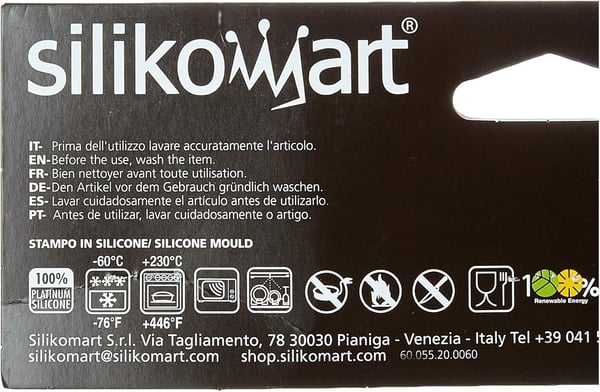 silikomart®
IT- Prima dell'utilizzo lavare accuratamente l'articolo.
EN-Before the use, wash the item.
FR- Bien nettoyer avant toute utilisation.
DE-Den Artikel vor dem Gebrauch gründlich waschen.
ES- Lavar cuidadosamente el artículo antes de utilizarlo.
PT- Antes de utilizar, lavar cuidadosamente o artigo.
STAMPO IN SILICONE/ SILICONE MOULD
-60°C +230°C
100%
PLATINUM
SILICONE
-76°F +446°F
100%
Renewable Energy
Silikomart S.r.l. Via Tagliamento, 78 30030 Pianiga - Venezia - Italy Tel +39 041 5
silikomart@silikomart.com shop.silikomart.com 60.055.20.0060